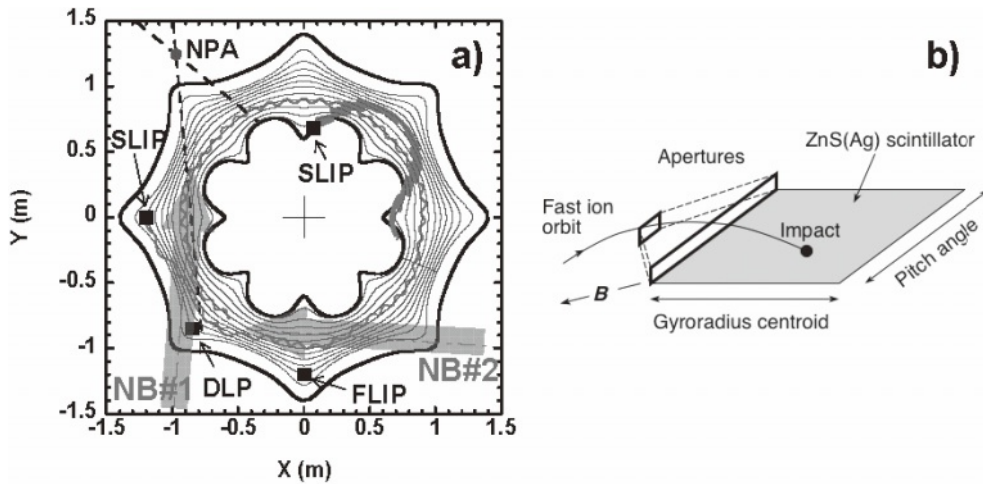 a)
NPA
SLIP
SLIP
NB#1
DLP
FLIP
NB#2
Y (m)
1.5
1
0.5
0
-0.5
-1
-1.5
-1.5
-1
-0.5
0
0.5
1
1.5
X (m)
b)
ZnS(Ag) scintillator
Apertures
Fast ion
orbit
Impact
B
Pitch angle
Gyroradius centroid